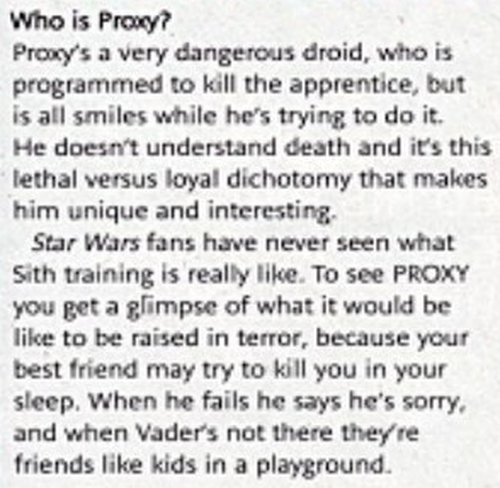 Who is Proxy?
Proxy's a very dangerous droid, who is
programmed to kill the apprentice, but
is all smiles while he's trying to do it.
He doesn't understand death and it's this
lethal versus loyal dichotomy that makes
him unique and interesting.
Star Wars fans have never seen what
Sith training is really like. To see PROXY
you get a glimpse of what it would be
like to be raised in terror, because your
best friend may try to kill you in your
sleep. When he fails he says he's sorry,
and when Vader's not there they're
friends like kids in a playground.